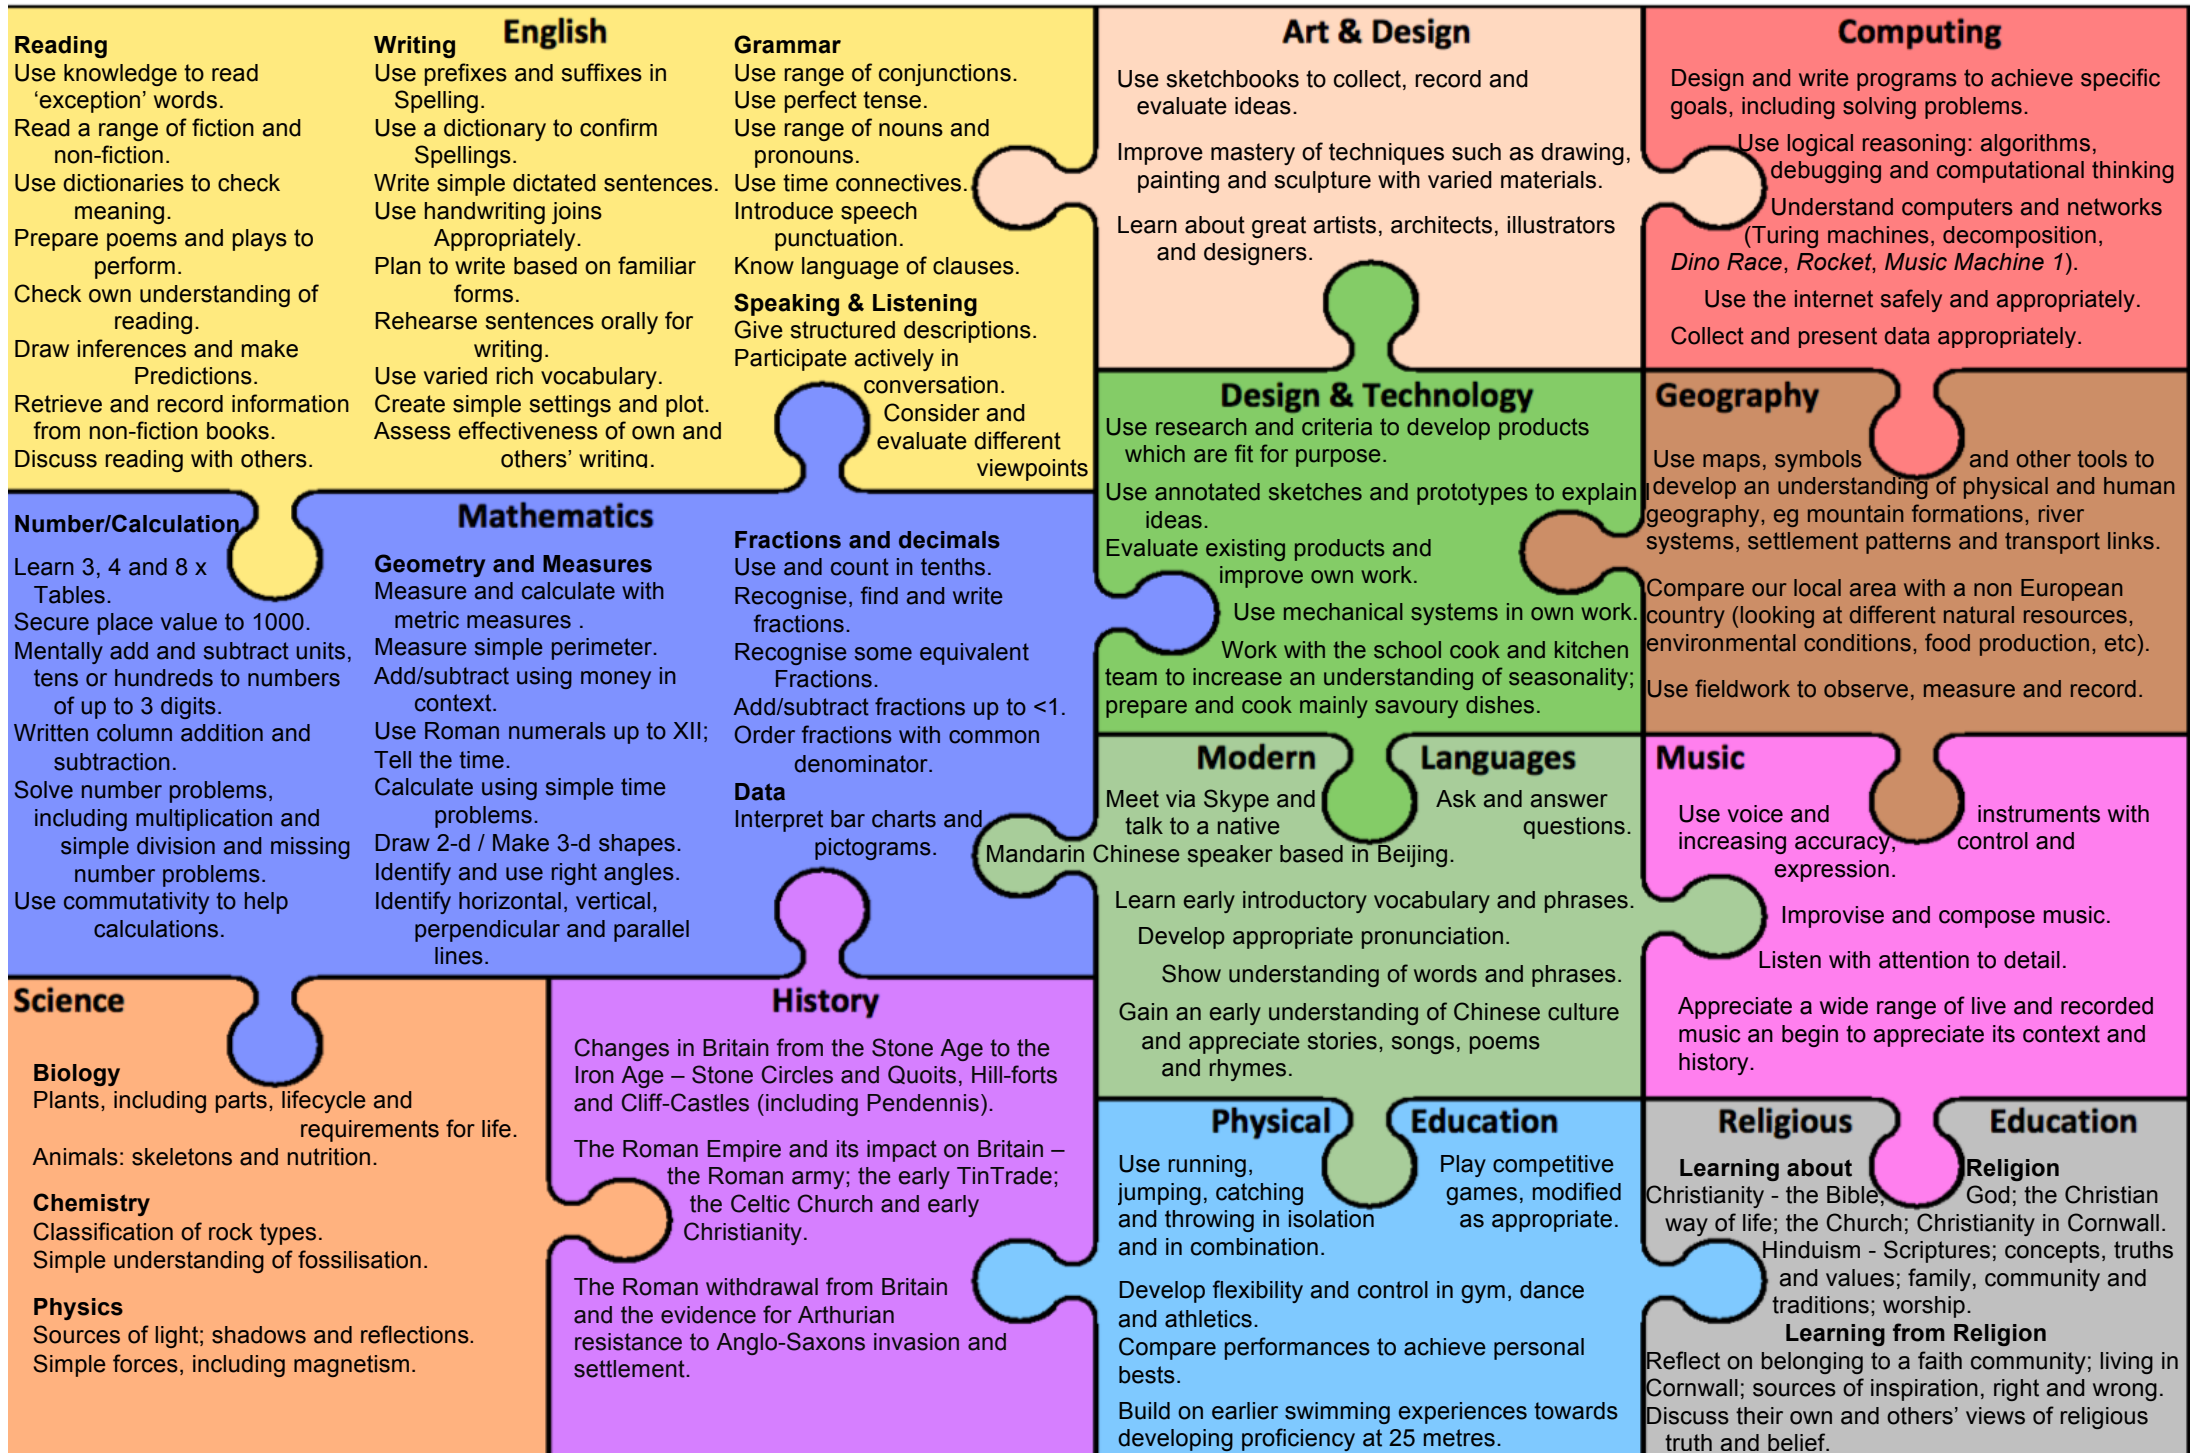 English
Reading
Use knowledge to read
‘exception’ words.
Read a range of fiction and
non-fiction.
Use dictionaries to check
meaning.
Prepare poems and plays to
perform.
Check own understanding of
reading.
Draw inferences and make
Predictions.
Retrieve and record information
from non-fiction books.
Discuss reading with others.
Writing
Use prefixes and suffixes in
Spelling.
Use a dictionary to confirm
Spellings.
Write simple dictated sentences.
Use handwriting joins
Appropriately.
Plan to write based on familiar
forms.
Rehearse sentences orally for
writing.
Use varied rich vocabulary.
Create simple settings and plot.
Assess effectiveness of own and
others’ writing.
Grammar
Use range of conjunctions.
Use perfect tense.
Use range of nouns and
pronouns.
Use time connectives.
Introduce speech
punctuation.
Know language of clauses.
Speaking & Listening
Give structured descriptions.
Participate actively in
conversation.
Consider and
evaluate different
viewpoints
Art & Design
Use sketchbooks to collect, record and
evaluate ideas.
Improve mastery of techniques such as drawing,
painting and sculpture with varied materials.
Learn about great artists, architects, illustrators
and designers.
Computing
Design and write programs to achieve specific
goals, including solving problems.
Use logical reasoning: algorithms,
debugging and computational thinking
Understand computers and networks
(Turing machines, decomposition,
Dino Race, Rocket, Music Machine 1).
Use the internet safely and appropriately.
Collect and present data appropriately.
Mathematics
Number/Calculation
Learn 3, 4 and 8 x
Tables.
Secure place value to 1000.
Mentally add and subtract units,
tens or hundreds to numbers
of up to 3 digits.
Written column addition and
subtraction.
Solve number problems,
including multiplication and
simple division and missing
number problems.
Use commutativity to help
calculations.
Geometry and Measures
Measure and calculate with
metric measures .
Measure simple perimeter.
Add/subtract using money in
context.
Use Roman numerals up to XII;
Tell the time.
Calculate using simple time
problems.
Draw 2-d / Make 3-d shapes.
Identify and use right angles.
Identify horizontal, vertical,
perpendicular and parallel
lines.
Fractions and decimals
Use and count in tenths.
Recognise, find and write
fractions.
Recognise some equivalent
Fractions.
Add/subtract fractions up to <1.
Order fractions with common
denominator.
Data
Interpret bar charts and
pictograms.
Design & Technology
Use research and criteria to develop products
which are fit for purpose.
Use annotated sketches and prototypes to explain
ideas.
Evaluate existing products and
improve own work.
Use mechanical systems in own work.
Work with the school cook and kitchen
team to increase an understanding of seasonality;
prepare and cook mainly savoury dishes.
Geography
Use maps, symbols and other tools to
develop an understanding of physical and human
geography, eg mountain formations, river
systems, settlement patterns and transport links.
Compare our local area with a non European
country (looking at different natural resources,
environmental conditions, food production, etc).
Use fieldwork to observe, measure and record.
Modern Languages
Meet via Skype and
talk to a native
Mandarin Chinese speaker based in Beijing.
Ask and answer
questions.
Learn early introductory vocabulary and phrases.
Develop appropriate pronunciation.
Show understanding of words and phrases.
Gain an early understanding of Chinese culture
and appreciate stories, songs, poems
and rhymes.
Music
Use voice and instruments with
increasing accuracy, control and
expression.
Improvise and compose music.
Listen with attention to detail.
Appreciate a wide range of live and recorded
music an begin to appreciate its context and
history.
Science
Biology
Plants, including parts, lifecycle and
requirements for life.
Animals: skeletons and nutrition.
Chemistry
Classification of rock types.
Simple understanding of fossilisation.
Physics
Sources of light; shadows and reflections.
Simple forces, including magnetism.
History
Changes in Britain from the Stone Age to the
Iron Age – Stone Circles and Quoits, Hill-forts
and Cliff-Castles (including Pendennis).
The Roman Empire and its impact on Britain –
the Roman army; the early TinTrade;
the Celtic Church and early
Christianity.
The Roman withdrawal from Britain
and the evidence for Arthurian
resistance to Anglo-Saxons invasion and
settlement.
Physical Education
Use running,
jumping, catching
and throwing in isolation
and in combination.
Play competitive
games, modified
as appropriate.
Develop flexibility and control in gym, dance
and athletics.
Compare performances to achieve personal
bests.
Build on earlier swimming experiences towards
developing proficiency at 25 metres.
Religious Education
Learning about Religion
Christianity - the Bible; God; the Christian
way of life; the Church; Christianity in Cornwall.
Hinduism - Scriptures; concepts, truths
and values; family, community and
traditions; worship.
Learning from Religion
Reflect on belonging to a faith community; living in
Cornwall; sources of inspiration, right and wrong.
Discuss their own and others’ views of religious
truth and belief.